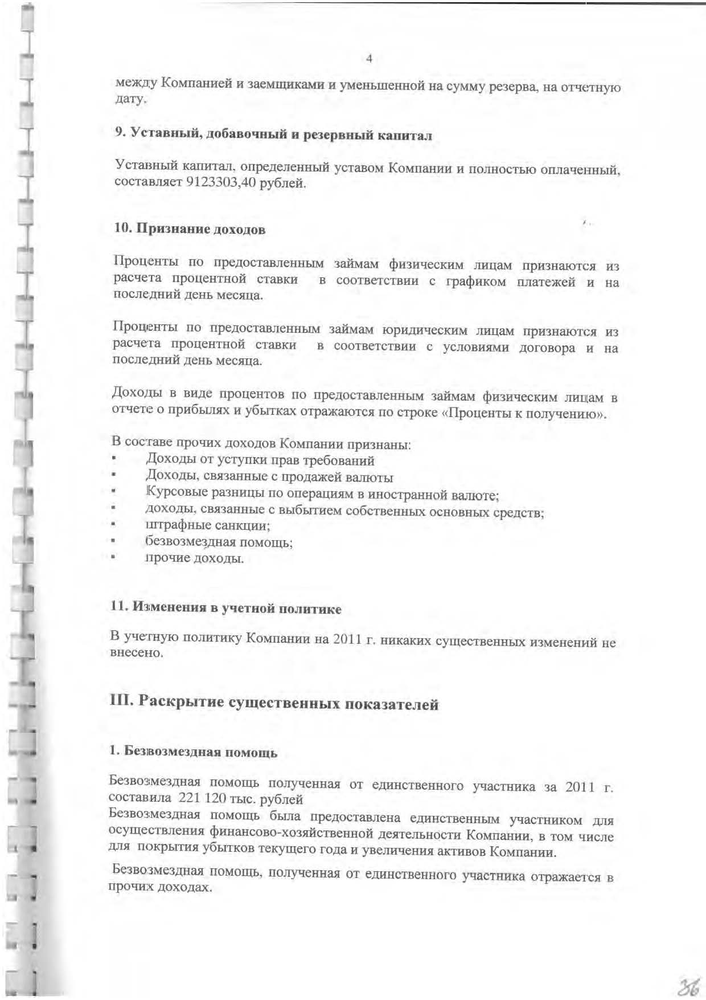 4
между Компанией и заемщиками и уменьшенной на сумму резерва, на отчетную
дату.
9. Уставный, добавочный и резервный капитал
Уставный капитал, определенный уставом Компании и полностью оплаченный,
составляет 9123303,40 рублей.
10. Признание доходов
Проценты по предоставленным займам физическим лицам признаются из
расчета процентной ставки в соответствии с графиком платежей и на
последний день месяца.
Проценты по предоставленным займам юридическим лицам признаются из
расчета процентной ставки в соответствии с условиями договора и на
последний день месяца.
Доходы в виде процентов по предоставленным займам физическим лицам в
отчете о прибылях и убытках отражаются по строке «Проценты к получению».
В составе прочих доходов Компании признаны:
▪ Доходы от уступки прав требований
▪ Доходы, связанные с продажей валюты
▪ Курсовые разницы по операциям в иностранной валюте;
▪ доходы, связанные с выбытием собственных основных средств;
▪ штрафные санкции;
▪ безвозмездная помощь;
▪ прочие доходы.
11. Изменения в учетной политике
В учетную политику Компании на 2011 г. никаких существенных изменений не
внесено.
III. Раскрытие существенных показателей
1. Безвозмездная помощь
Безвозмездная помощь полученная от единственного участника за 2011 г.
составила 221 120 тыс. рублей
Безвозмездная помощь была предоставлена единственным участником для
осуществления финансово-хозяйственной деятельности Компании, в том числе
для покрытия убытков текущего года и увеличения активов Компании.
Безвозмездная помощь, полученная от единственного участника отражается в
прочих доходах.
36